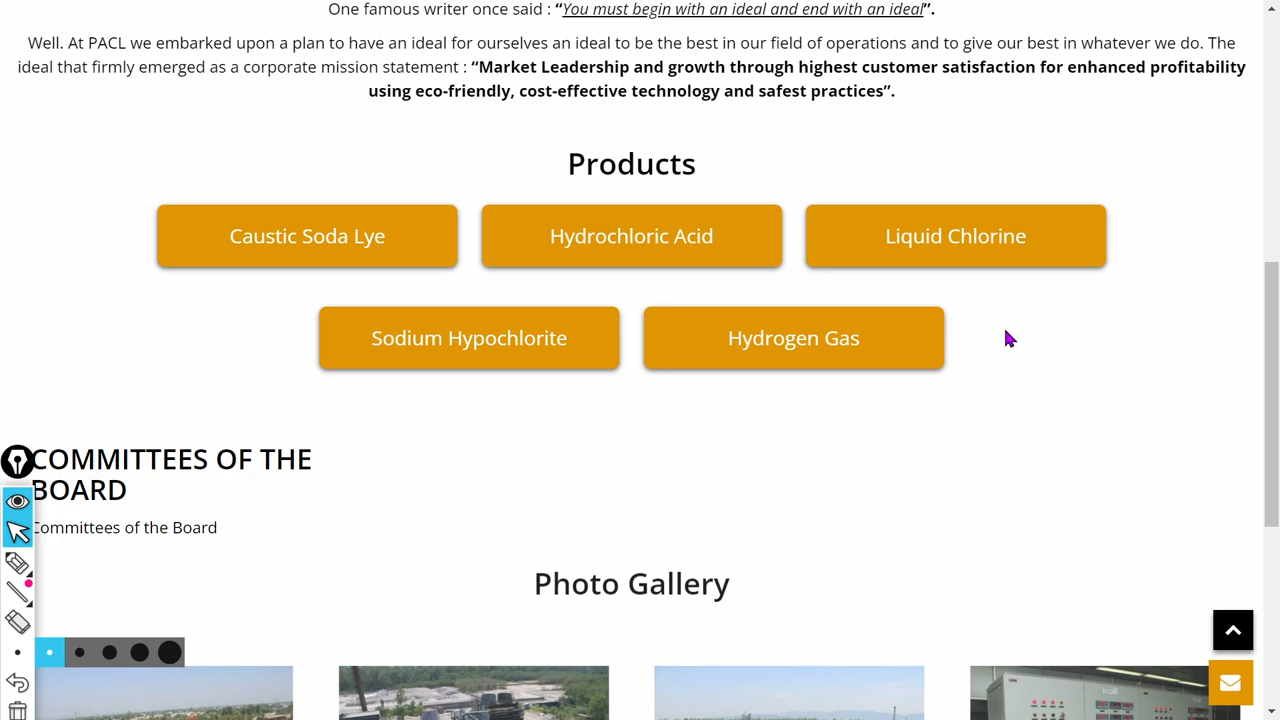 One famous writer once said : “You must begin with an ideal and end with an ideal”.
Well. At PACL we embarked upon a plan to have an ideal for ourselves an ideal to be the best in our field of operations and to give our best in whatever we do. The
ideal that firmly emerged as a corporate mission statement : “Market Leadership and growth through highest customer satisfaction for enhanced profitability
using eco-friendly, cost-effective technology and safest practices”.
Products
Caustic Soda Lye
Hydrochloric Acid
Liquid Chlorine
Sodium Hypochlorite
Hydrogen Gas
COMMITTEES OF THE
BOARD
Committees of the Board
Photo Gallery